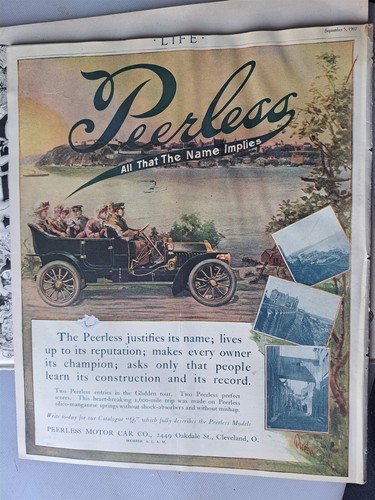 · LIFE ·
Peerless
All That The Name Implies
The Peerless justifies its name; lives
up to its reputation; makes every owner
its champion; asks only that people
learn its construction and its record.
Two Peerless entries in the Glidden tour. Two Peerless perfect
scores. This heart-breaking 1,600-mile trip was made on Peerless
silico-manganese springs without shock-absorbers and without mishap.
Write today for our Catalogue "Q," which fully describes the Peerless Models
PEERLESS MOTOR CAR CO., 2449 Oakdale St., Cleveland, O.
MEMBER A. L. A. M.